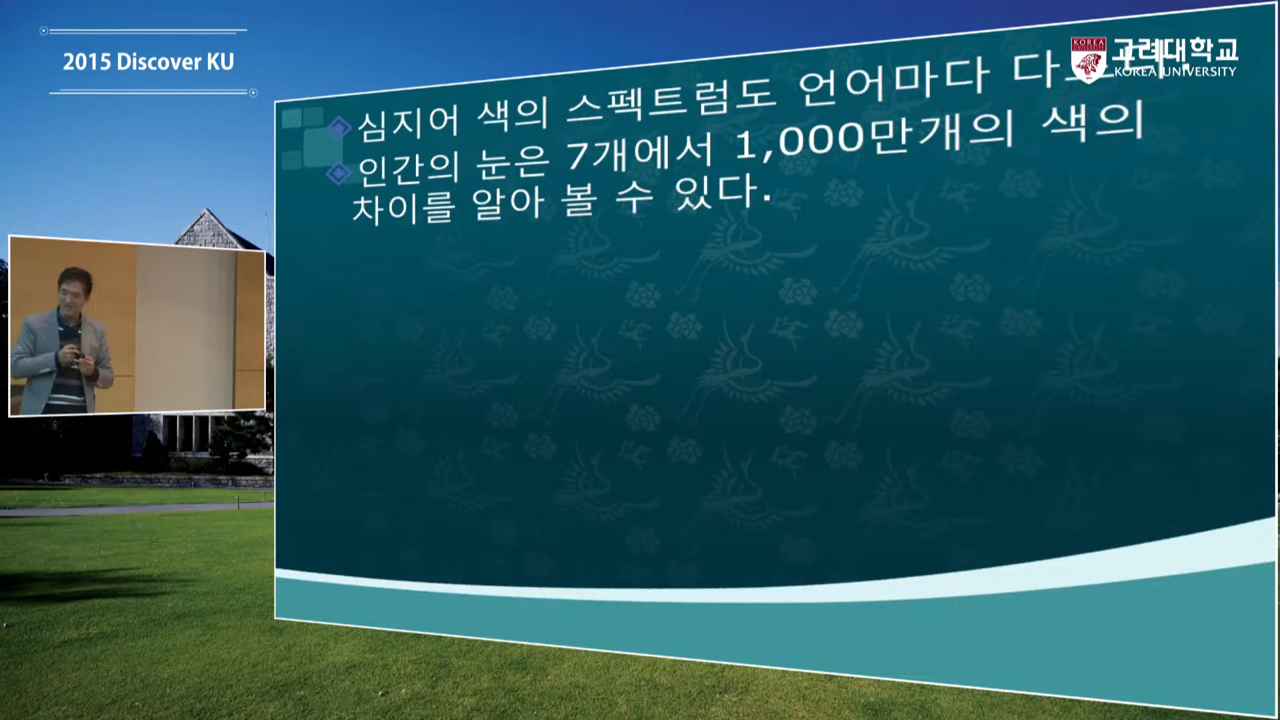 2015 Discover KU
고려대학교
KOREA UNIVERSITY
심지어 색의 스펙트럼도 언어마다
인간의 눈은 7개에서 1,000만개의 색의
차이를 알아 볼 수 있다.